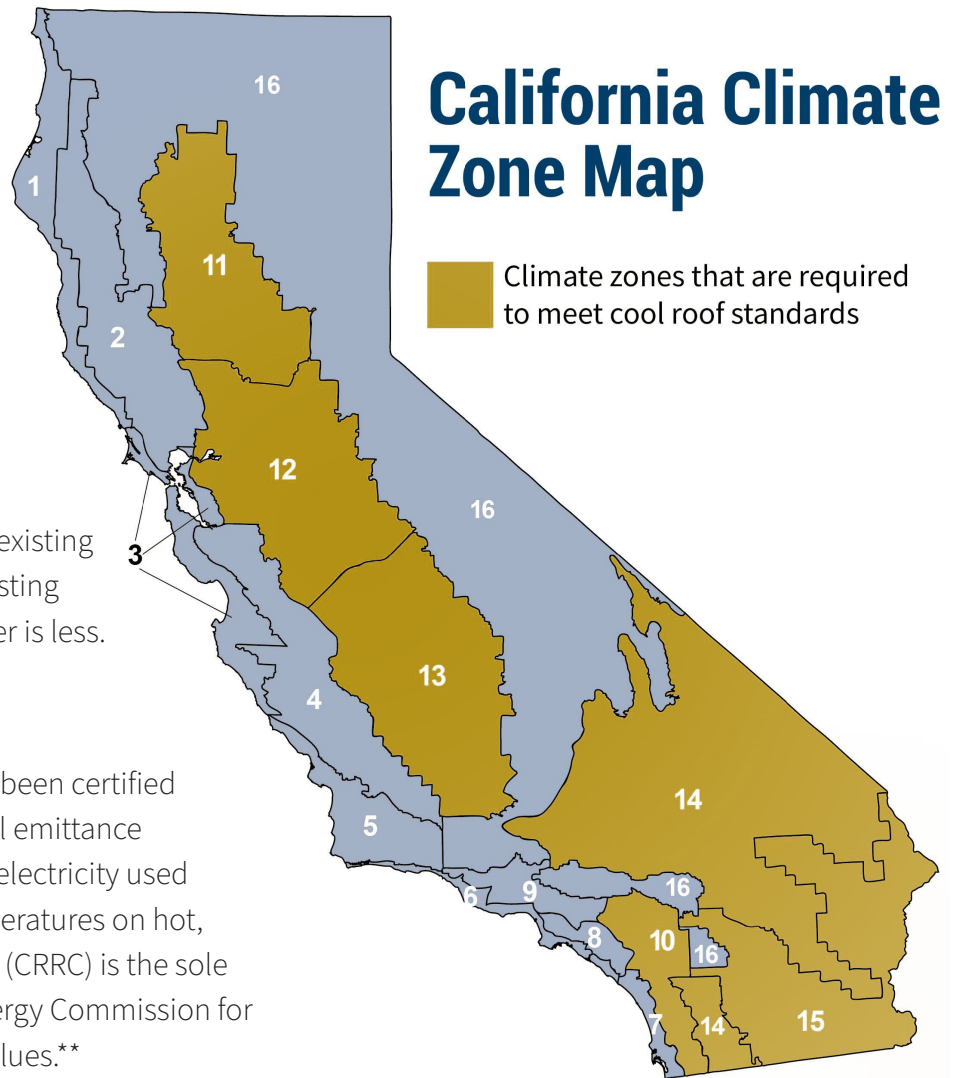 California Climate
Zone Map
Climate zones that are required
to meet cool roof standards
16
1
11
2
12
16
3
13
4
14
5
6
9
16
8
10
16
7
14
15
existing
sting
er is less.
been certified
l emittance
electricity used
peratures on hot,
(CRRC) is the sole
ergy Commission for
lues.**